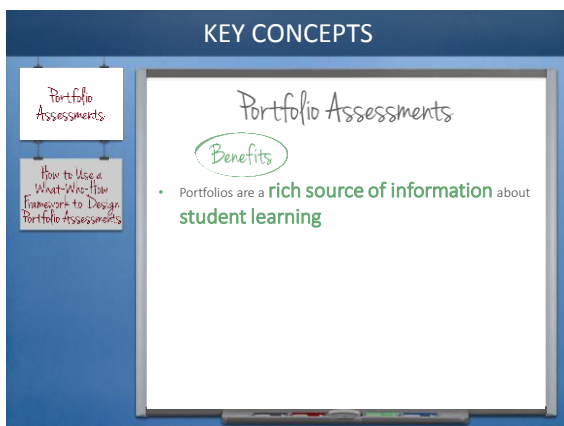 KEY CONCEPTS
Portfolio
Assessments
How to Use a
What-Who-How
Framework to Design
Portfolio Assessments
Portfolio Assessments
Benefits
• Portfolios are a rich source of information about
student learning